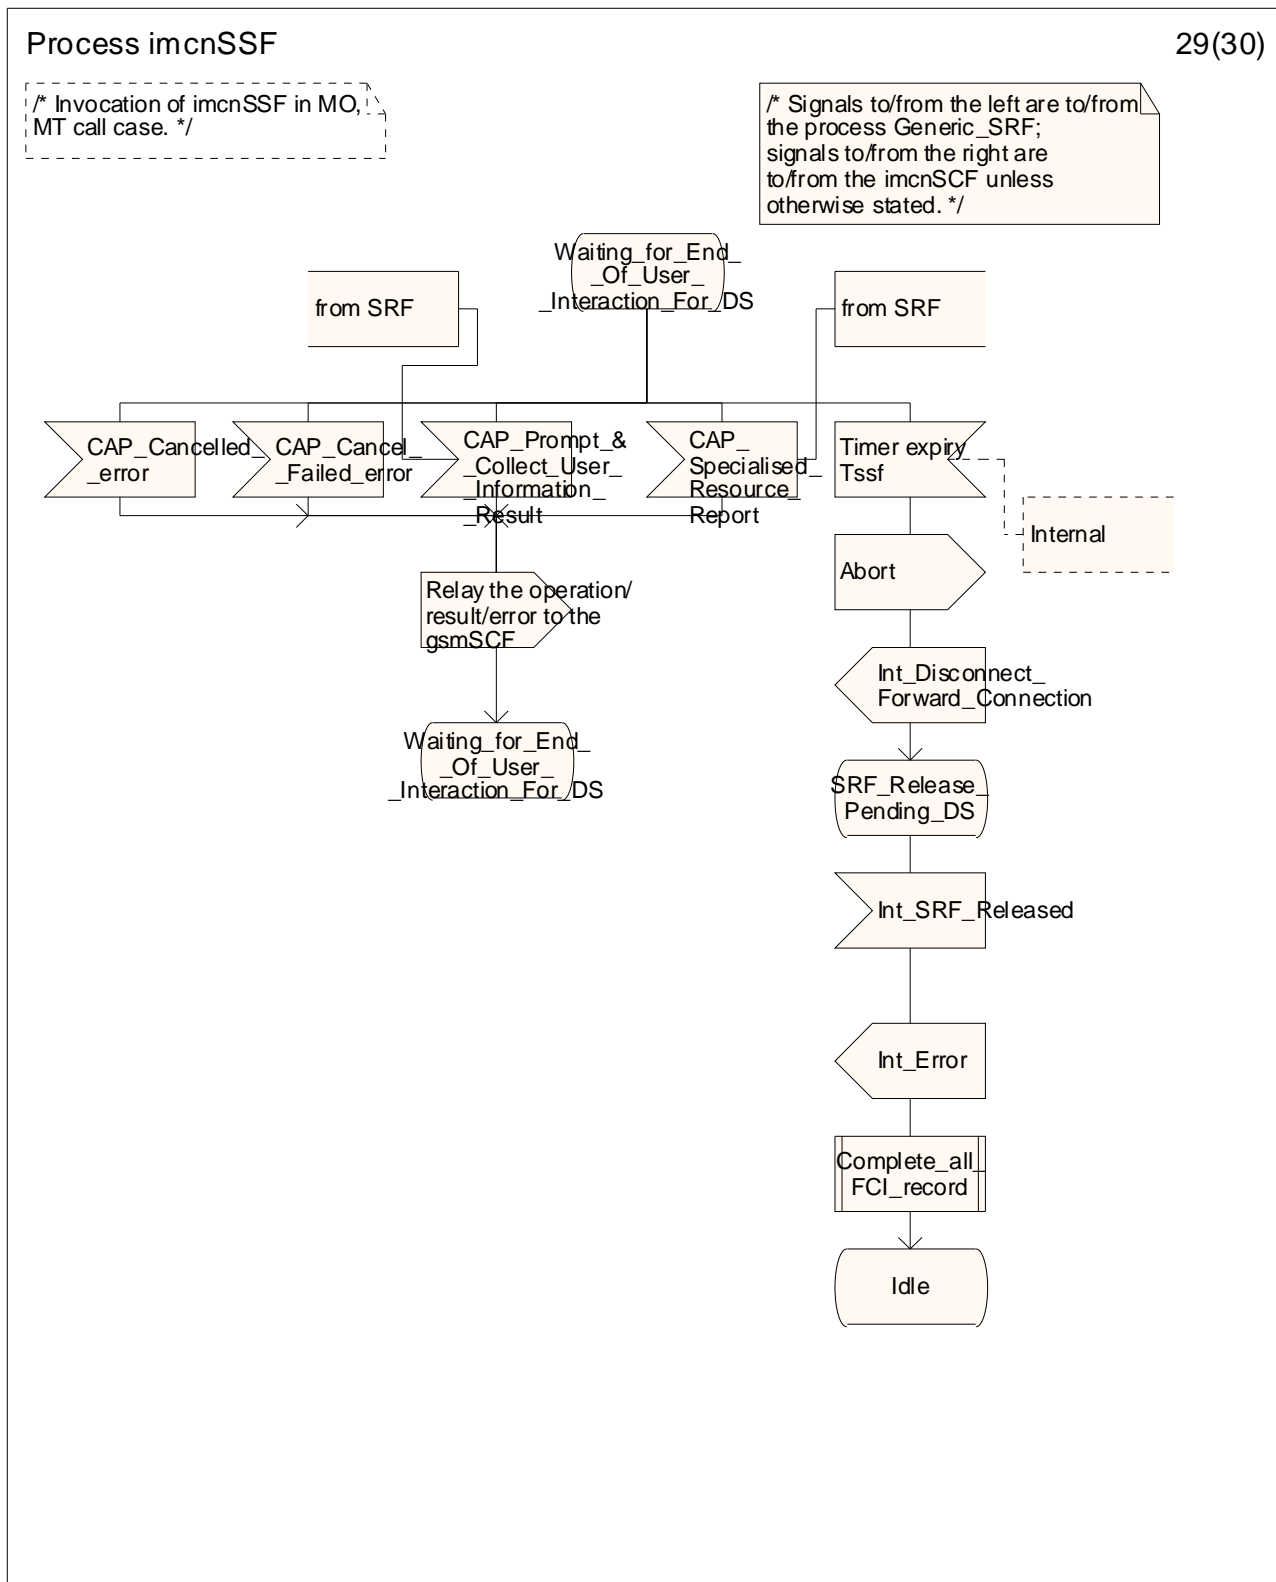 Process imcnSSF
29(30)
/* Invocation of imcnSSF in MO,
MT call case. */
/* Signals to/from the left are to/from
the process Generic_SRF;
signals to/from the right are
to/from the imcnSCF unless
otherwise stated. */
Waiting_for_End_
_Of_User_
_Interaction_For_DS
from SRF
from SRF
CAP_Cancelled_
_error
CAP_Cancel_
_Failed_error
CAP_Prompt_&
_Collect_User_
_Information_
_Result
CAP_
Specialised_
Resource_
Report
Timer expiry
Tssf
Internal
Abort
Relay the operation/
result/error to the
gsmSCF
Int_Disconnect_
Forward_Connection
Waiting_for_End_
_Of_User_
_Interaction_For_DS
SRF_Release_
Pending_DS
Int_SRF_Released
Int_Error
Complete_all_
FCI_record
Idle